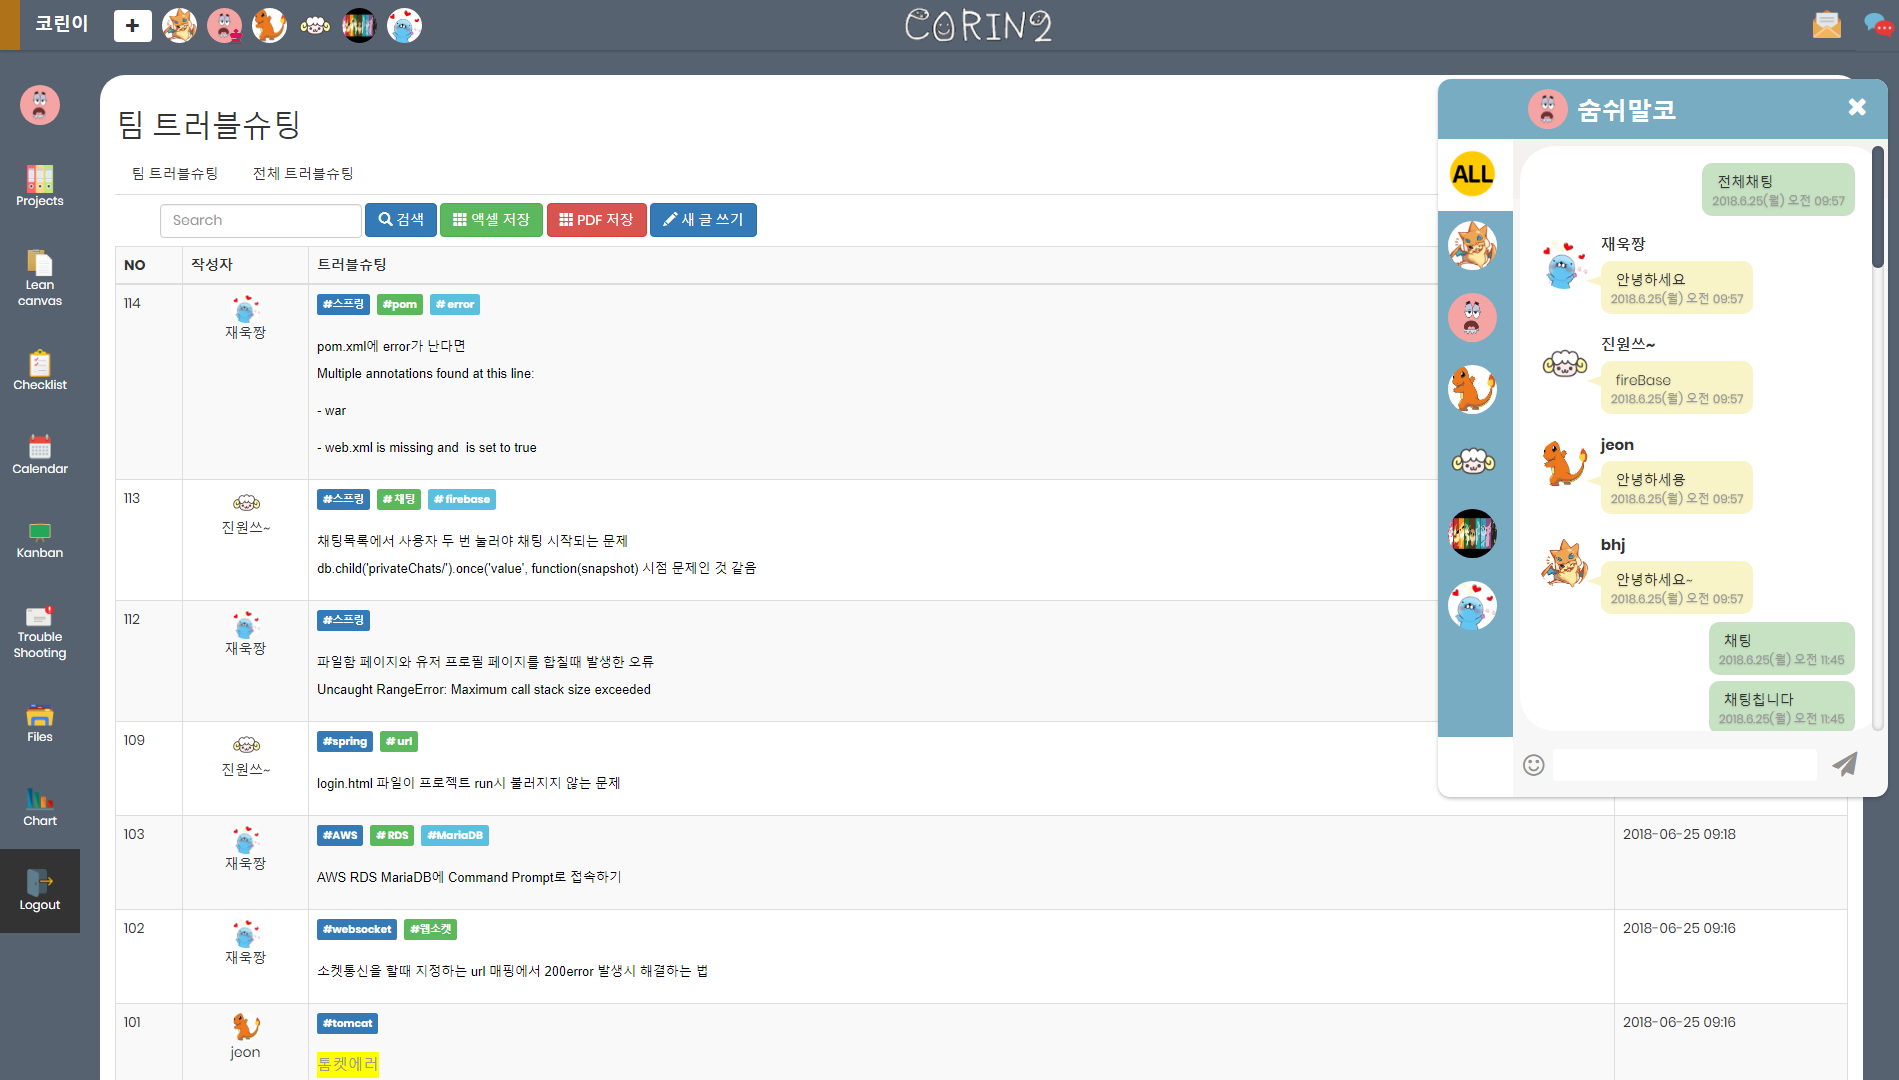 코린이
CORIN2
Projects
Lean
canvas
Checklist
Calendar
Kanban
Trouble
Shooting
Files
Chart
Logout
팀 트러블슈팅
팀 트러블슈팅 전체 트러블슈팅
Search 검색 액셀 저장 PDF 저장 새 글 쓰기
NO 작성자 트러블슈팅
114 재욱짱 #스프링 #pom # error
pom.xml에 error가 난다면
Multiple annotations found at this line:
- war
- web.xml is missing and  is set to true
113 진원쓰~ #스프링 # 채팅 # firebase
채팅목록에서 사용자 두 번 눌러야 채팅 시작되는 문제
db.child('privateChats/').once('value', function(snapshot) 시점 문제인 것 같음
112 재욱짱 #스프링
파일함 페이지와 유저 프로필 페이지를 합칠때 발생한 오류
Uncaught RangeError: Maximum call stack size exceeded
109 진원쓰~ #spring # url
login.html 파일이 프로젝트 run시 불러지지 않는 문제
103 재욱짱 #AWS # RDS #MariaDB 2018-06-25 09:18
AWS RDS MariaDB에 Command Prompt로 접속하기
102 재욱짱 #websocket #웹소켓 2018-06-25 09:16
소켓통신을 할때 지정하는 url 매핑에서 200error 발생시 해결하는 법
101 jeon #tomcat 2018-06-25 09:16
톰켓에러
숨쉬말코
ALL
전체채팅
2018.6.25(월) 오전 09:57
재욱짱
안녕하세요
2018.6.25(월) 오전 09:57
진원쓰~
fireBase
2018.6.25(월) 오전 09:57
jeon
안녕하세용
2018.6.25(월) 오전 09:57
bhj
안녕하세요~
2018.6.25(월) 오전 09:57
채팅
2018.6.25(월) 오전 11:45
채팅칩니다
2018.6.25(월) 오전 11:45